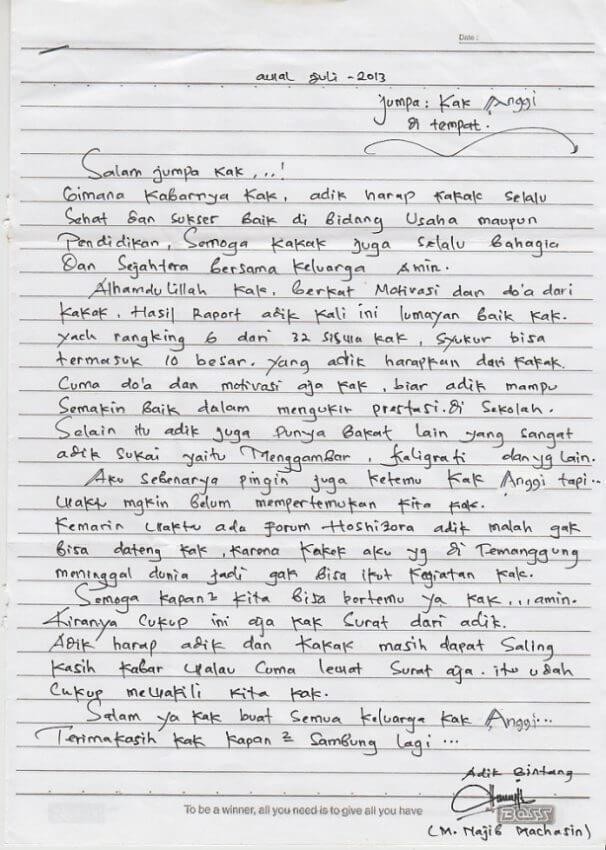 Date :
awal Juli - 2013
Jumpa : Kak Anggi
di tempat.
Salam jumpa kak, ...!
Gimana kabarnya kak, adik harap kakak selalu
Sehat dan sukses baik di Bidang Usaha maupun
Pendidikan, Semoga kakak juga selalu Bahagia
Dan Sejahtera bersama keluarga Amin.
Alhamdulillah kak, berkat Motivasi dan do'a dari
kakak. Hasil Raport adik kali ini lumayan Baik kak.
yach rangking 6 dari 32 siswa kak, syukur bisa
termasuk 10 besar. yang adik harapkan dari kakak.
Cuma do'a dan motivasi aja kak, biar adik mampu
Semakin Baik dalam mengukir prestasi di Sekolah.
Selain itu adik juga punya Bakat lain yang sangat
adik sukai yaitu Menggambar, kaligrafi dan yg lain.
Aku sebenarya pingin juga ketemu Kak Anggi tapi..
waktu mgkin Belum mempertemukan kita kak.
Kemarin waktu ada forum Hoshizora adik malah gak
Bisa dateng kak, karena kakek aku yg di Temanggung
meninggal dunia jadi gak Bisa ikut kegiatan kak.
Semoga kapan² kita Bisa bertemu ya kak,...amin.
kiranya Cukup ini aja kak Surat dari adik.
Adik harap adik dan kakak masih dapat Saling
kasih kabar walau Cuma lewat Surat aja. itu udah
Cukup mewakili kita kak.
Salam ya kak buat Semua keluarga kak Anggi...
Terimakasih kak kapan² Sambung lagi ...
Adik Bintang
To be a winner, all you need is to give all you have
BOSS
(M. Najib Machasin)